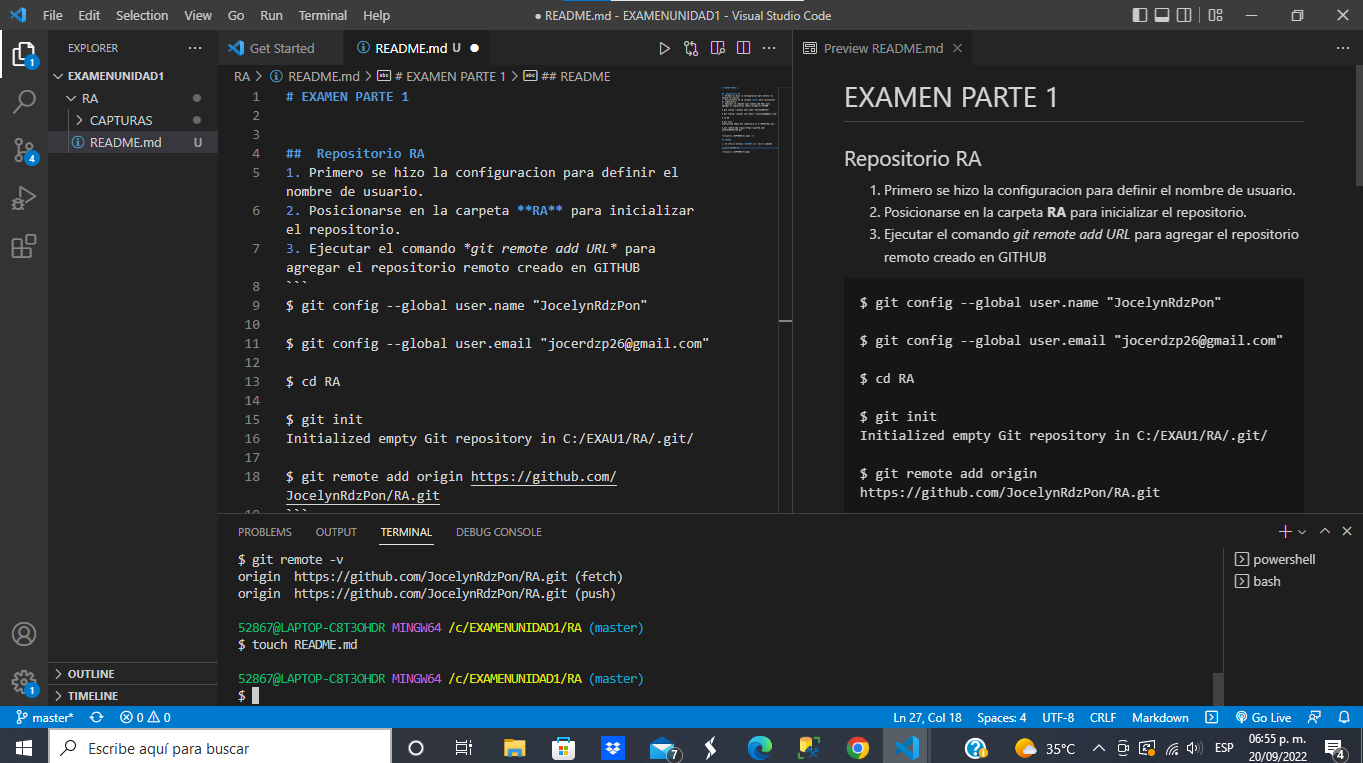 File Edit Selection View Go Run Terminal Help
● README.md - EXAMENUNIDAD1 - Visual Studio Code
EXPLORER
EXAMENUNIDAD1
RA
CAPTURAS
README.md U
OUTLINE
TIMELINE
1
4
1
Get Started
README.md U
RA > README.md > # EXAMEN PARTE 1 > ## README
1 # EXAMEN PARTE 1
2
3
4 ##  Repositorio RA
5 1. Primero se hizo la configuracion para definir el
nombre de usuario.
6 2. Posicionarse en la carpeta **RA** para inicializar
el repositorio.
7 3. Ejecutar el comando *git remote add URL* para
agregar el repositorio remoto creado en GITHUB
8 ```
9 $ git config --global user.name "JocelynRdzPon"
10
11 $ git config --global user.email "jocerdzp26@gmail.com"
12
13 $ cd RA
14
15 $ git init
16 Initialized empty Git repository in C:/EXAU1/RA/.git/
17
18 $ git remote add origin https://github.com/
JocelynRdzPon/RA.git
19 ```
Preview README.md
EXAMEN PARTE 1
Repositorio RA
1. Primero se hizo la configuracion para definir el nombre de usuario.
2. Posicionarse en la carpeta RA para inicializar el repositorio.
3. Ejecutar el comando git remote add URL para agregar el repositorio
remoto creado en GITHUB
$ git config --global user.name "JocelynRdzPon"
$ git config --global user.email "jocerdzp26@gmail.com"
$ cd RA
$ git init
Initialized empty Git repository in C:/EXAU1/RA/.git/
$ git remote add origin
https://github.com/JocelynRdzPon/RA.git
PROBLEMS OUTPUT TERMINAL DEBUG CONSOLE
$ git remote -v
origin  https://github.com/JocelynRdzPon/RA.git (fetch)
origin  https://github.com/JocelynRdzPon/RA.git (push)
52867@LAPTOP-C8T3OHDR MINGW64 /c/EXAMENUNIDAD1/RA (master)
$ touch README.md
52867@LAPTOP-C8T3OHDR MINGW64 /c/EXAMENUNIDAD1/RA (master)
$
powershell
bash
master* 0 0
Ln 27, Col 18 Spaces: 4 UTF-8 CRLF Markdown Go Live
Escribe aquí para buscar
7
35°C
ESP
06:55 p. m.
20/09/2022
4